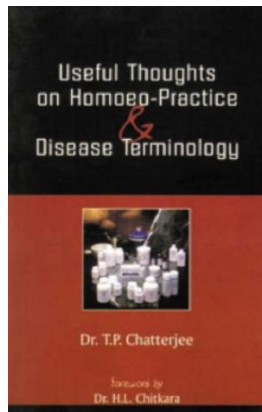 Useful Thoughts
on Homoeo-Practice
&
Disease Terminology
Dr. T.P. Chatterjee
foreword by
Dr. H.L. Chitkara